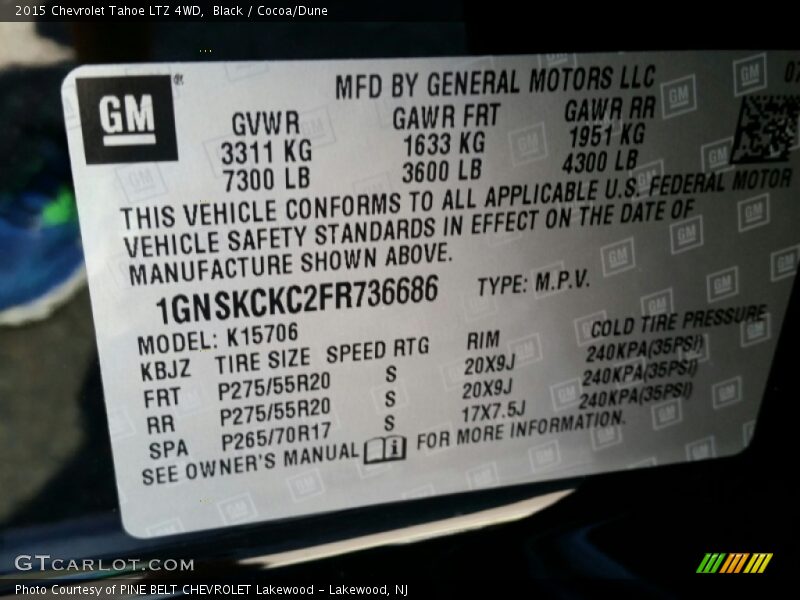 2015 Chevrolet Tahoe LTZ 4WD, Black / Cocoa/Dune
GM ®
MFD BY GENERAL MOTORS LLC 07
GVWR GAWR FRT GAWR RR
3311 KG 1633 KG 1951 KG
7300 LB 3600 LB 4300 LB
THIS VEHICLE CONFORMS TO ALL APPLICABLE U.S. FEDERAL MOTOR
VEHICLE SAFETY STANDARDS IN EFFECT ON THE DATE OF
MANUFACTURE SHOWN ABOVE.
1GNSKCKC2FR736686 TYPE: M.P.V.
MODEL: K15706
KBJZ TIRE SIZE SPEED RTG RIM COLD TIRE PRESSURE
FRT P275/55R20 S 20X9J 240KPA(35PSI)
RR P275/55R20 S 20X9J 240KPA(35PSI)
SPA P265/70R17 S 17X7.5J 240KPA(35PSI)
SEE OWNER'S MANUAL i FOR MORE INFORMATION.
GTCARLOT.COM
Photo Courtesy of PINE BELT CHEVROLET Lakewood - Lakewood, NJ